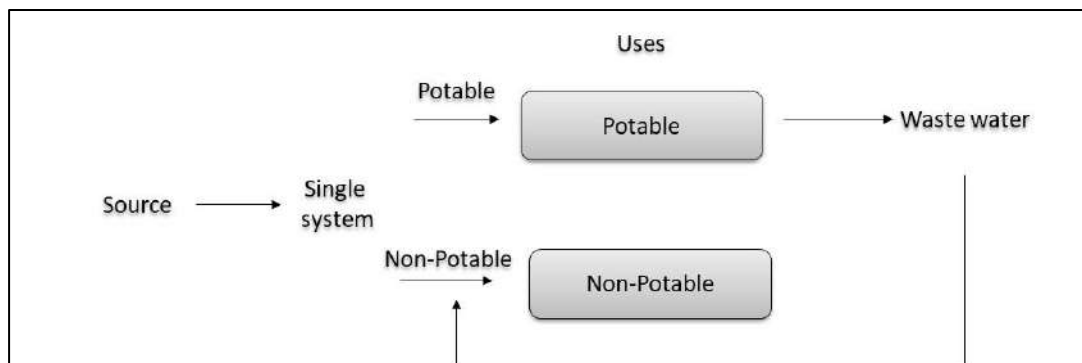 Uses
Potable
Potable
Waste water
Source
Single
system
Non-Potable
Non-Potable